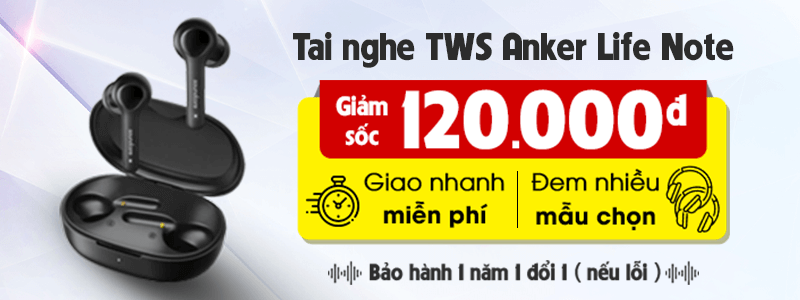 Tai nghe TWS Anker Life Note
Giảm sốc 120.000đ
Giao nhanh miễn phí
Đem nhiều mẫu chọn
Bảo hành 1 năm 1 đổi 1 ( nếu lỗi )